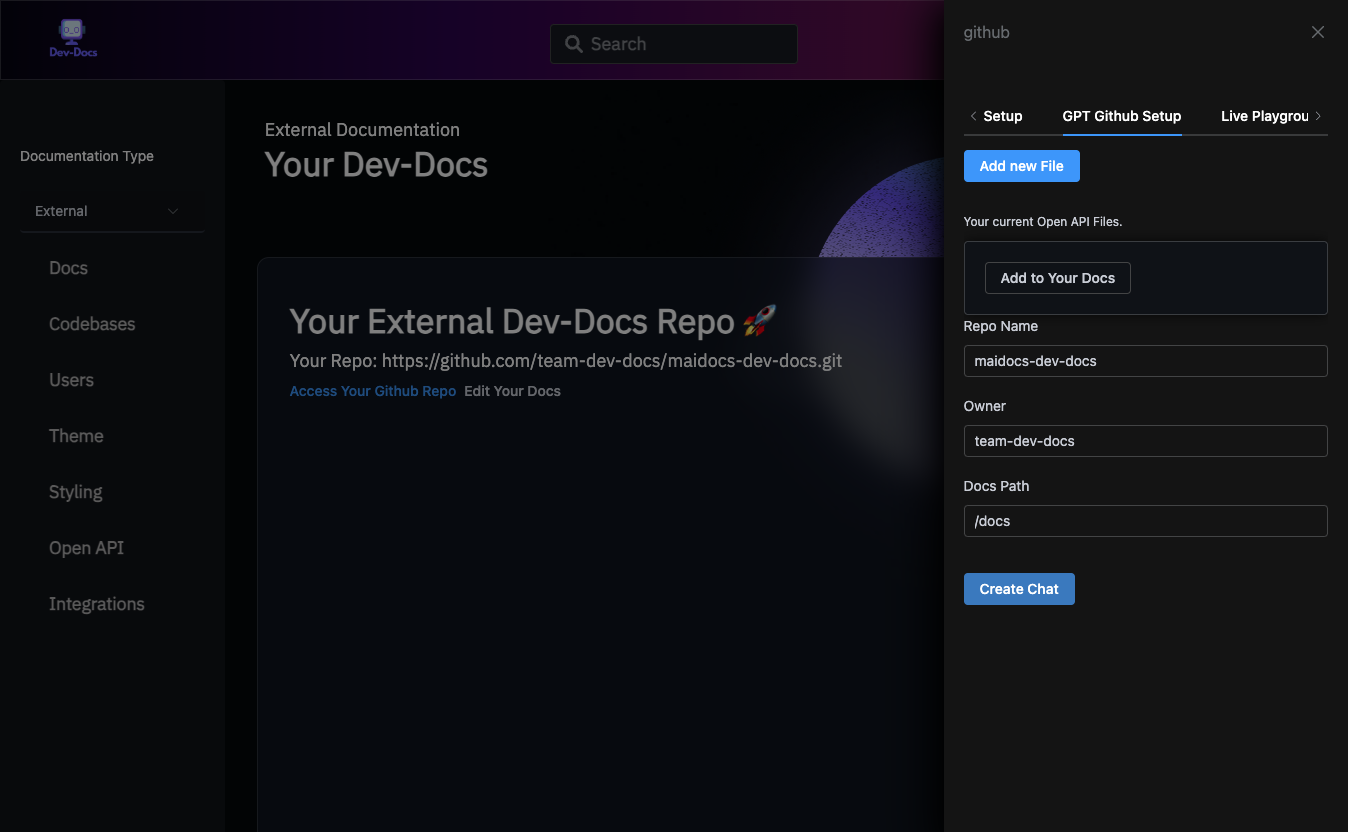 Dev-Docs
Search
Documentation Type
External
Docs
Codebases
Users
Theme
Styling
Open API
Integrations
External Documentation
Your Dev-Docs
Your External Dev-Docs Repo 🚀
Your Repo: https://github.com/team-dev-docs/maidocs-dev-docs.git
Access Your Github Repo Edit Your Docs
github
Setup GPT Github Setup Live Playgrou
Add new File
Your current Open API Files.
Add to Your Docs
Repo Name
maidocs-dev-docs
Owner
team-dev-docs
Docs Path
/docs
Create Chat